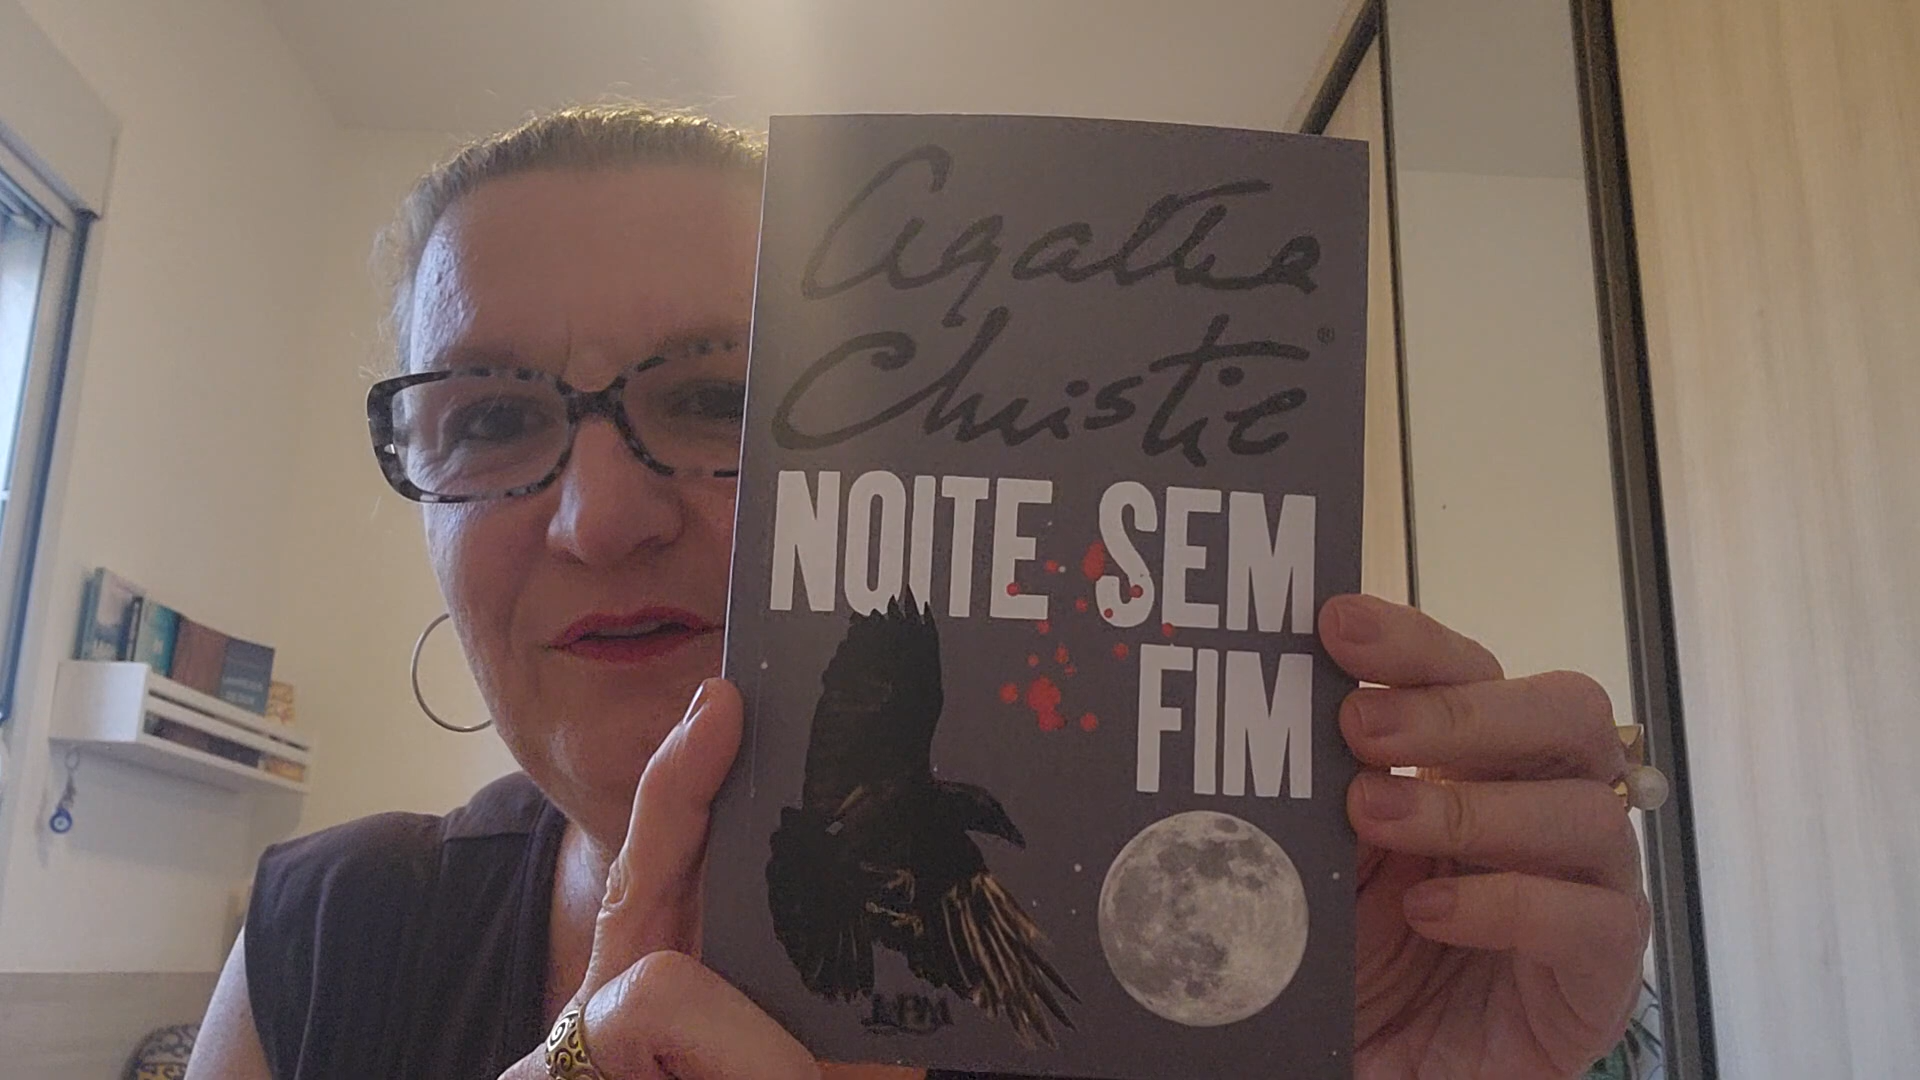 Agatha
Christie®
NOITE SEM
FIM
L&PM